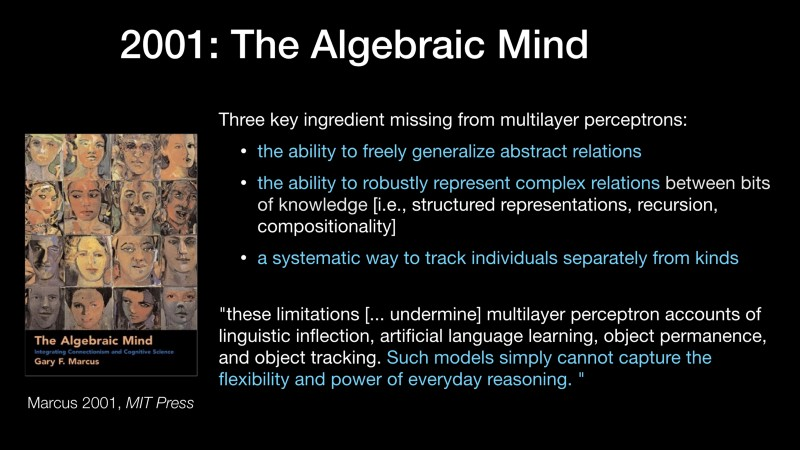 2001: The Algebraic Mind
Three key ingredient missing from multilayer perceptrons:
• the ability to freely generalize abstract relations
• the ability to robustly represent complex relations between bits
of knowledge [i.e., structured representations, recursion,
compositionality]
• a systematic way to track individuals separately from kinds
"these limitations [... undermine] multilayer perceptron accounts of
linguistic inflection, artificial language learning, object permanence,
and object tracking. Such models simply cannot capture the
flexibility and power of everyday reasoning. "
The Algebraic Mind
Integrating Connectionism and Cognitive Science
Gary F. Marcus
Marcus 2001, MIT Press